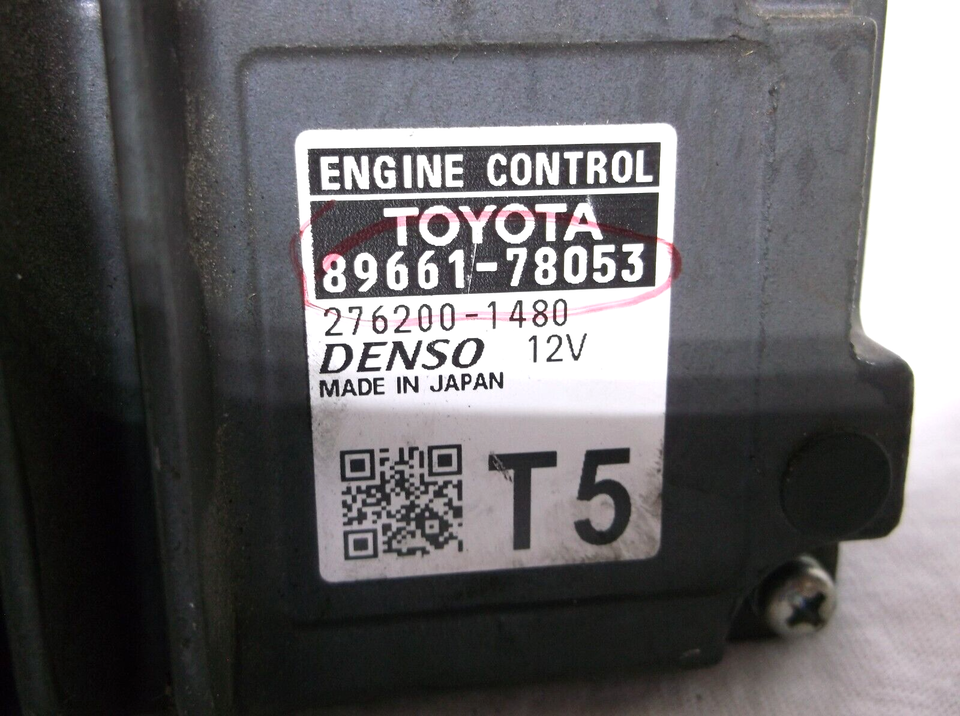 ENGINE CONTROL
TOYOTA
89661-78053
276200-1480
DENSO 12V
MADE IN JAPAN
T5